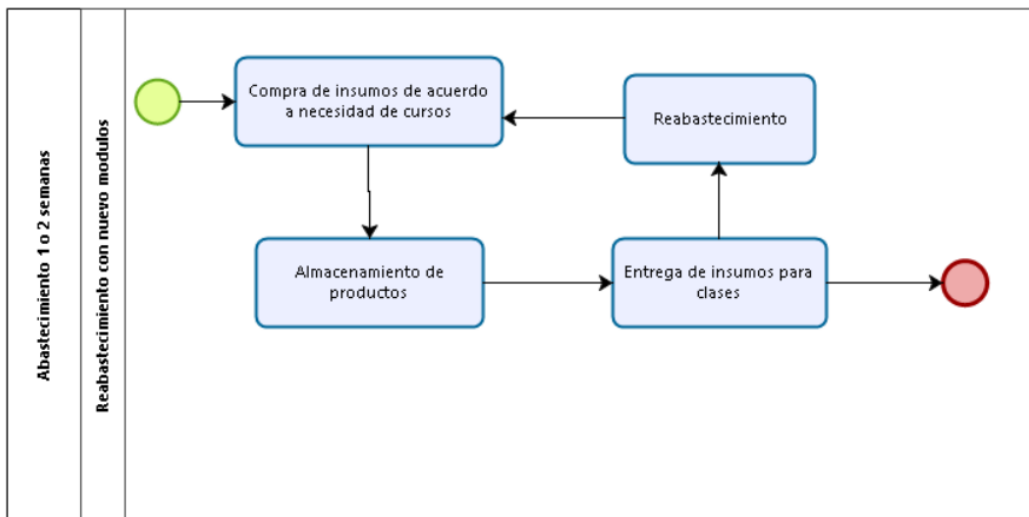 Abastecimiento 1 o 2 semanas
Reabastecimiento con nuevo modulos
Compra de insumos de acuerdo
a necesidad de cursos
Reabastecimiento
Almacenamiento de
productos
Entrega de insumos para
clases